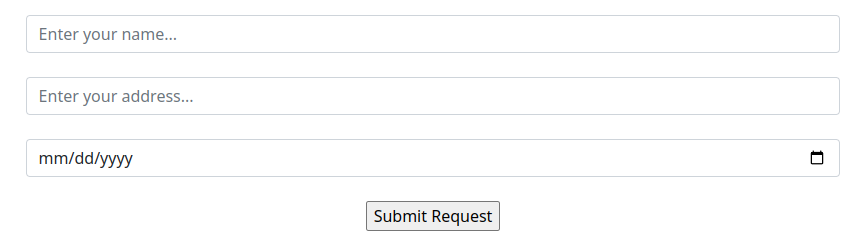 Enter your name...
Enter your address...
mm/dd/yyyy
Submit Request